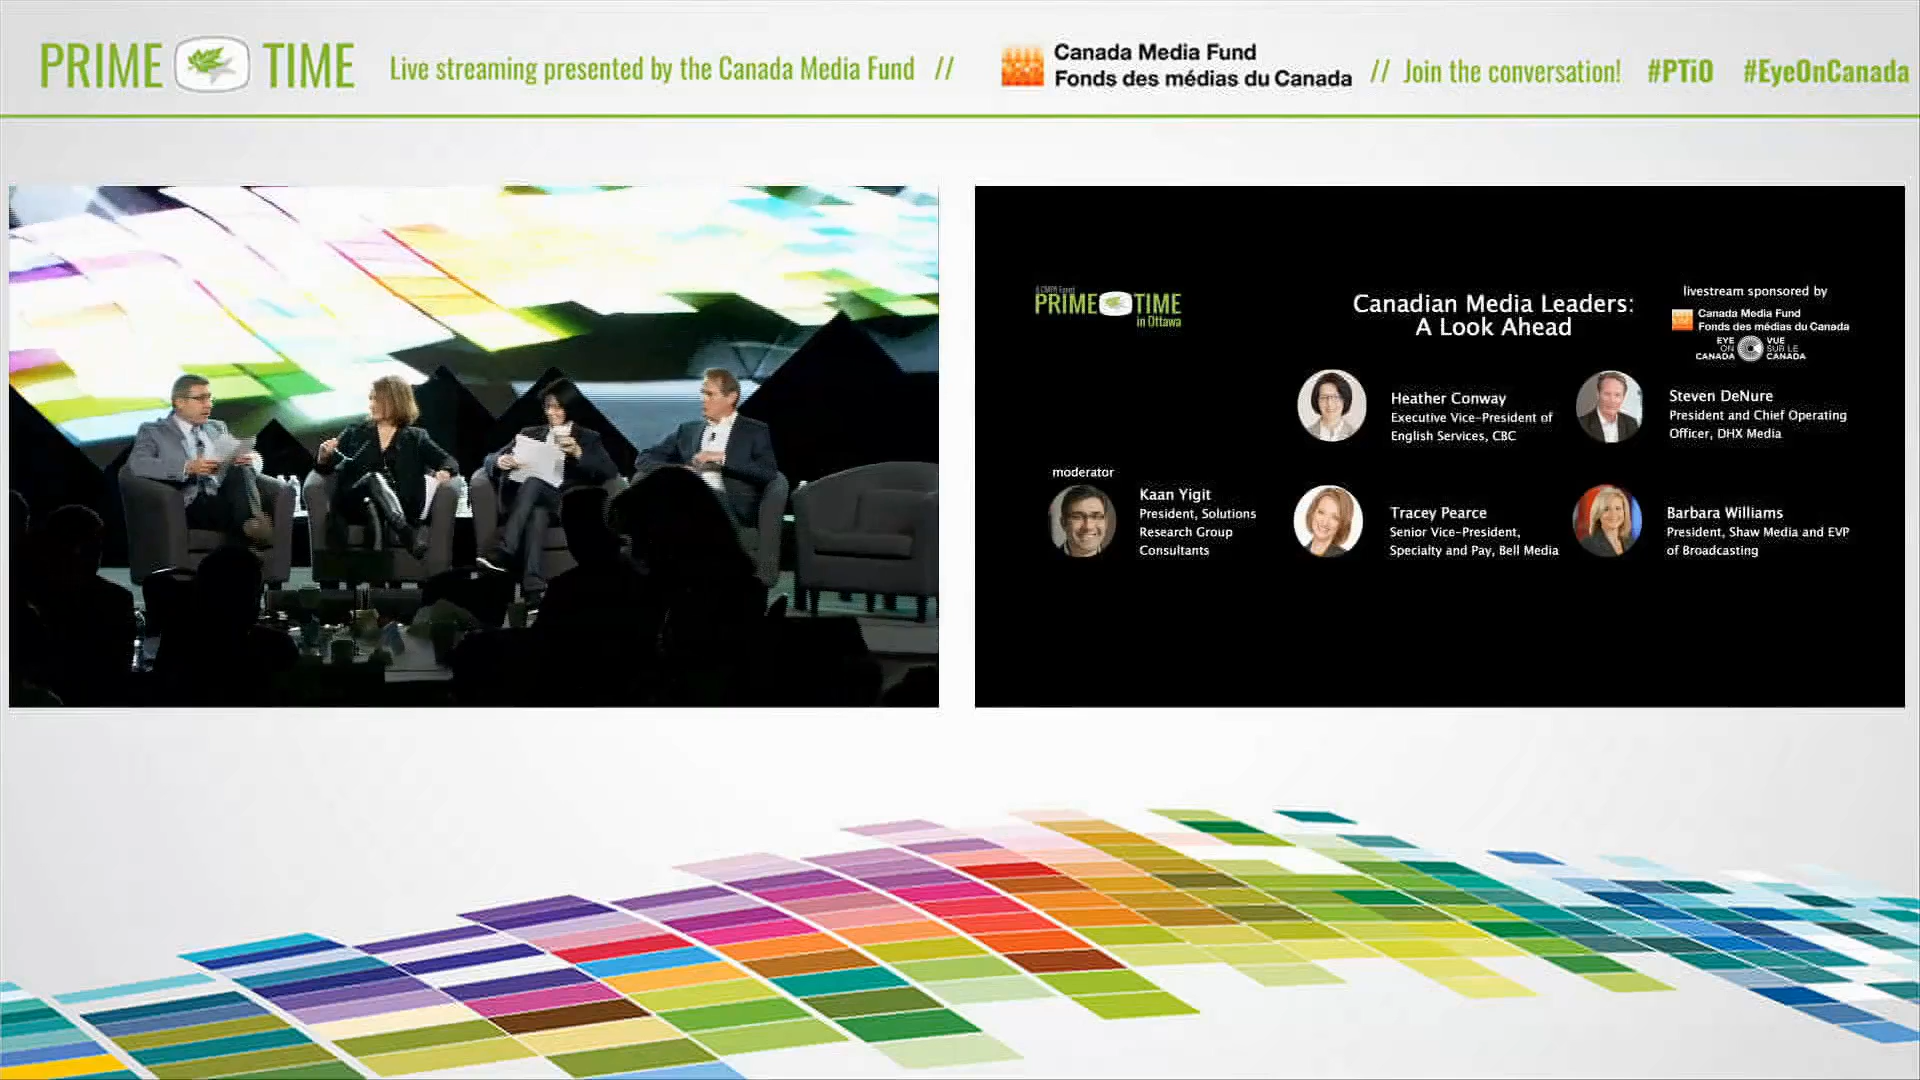 PRIME TIME
Live streaming presented by the Canada Media Fund //
Canada Media Fund
Fonds des médias du Canada
// Join the conversation! #PTiO #EyeOnCanada
PRIME TIME
in Ottawa
Canadian Media Leaders:
A Look Ahead
livestream sponsored by
Canada Media Fund
Fonds des médias du Canada
EYE ON CANADA
VUE SUR LE CANADA
Heather Conway
Executive Vice-President of
English Services, CBC
Steven DeNure
President and Chief Operating
Officer, DHX Media
moderator
Kaan Yigit
President, Solutions
Research Group
Consultants
Tracey Pearce
Senior Vice-President,
Specialty and Pay, Bell Media
Barbara Williams
President, Shaw Media and EVP
of Broadcasting